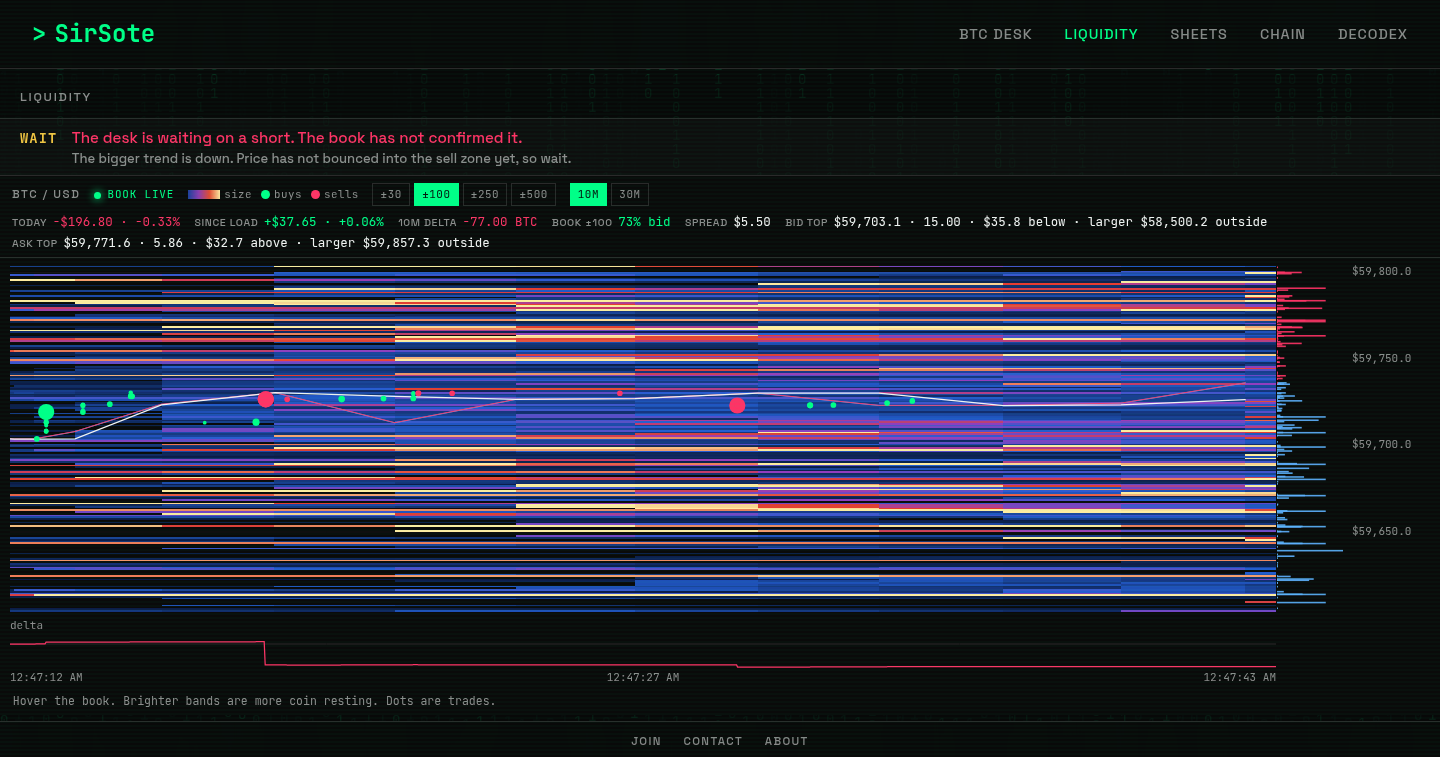 > SirSote
BTC DESK LIQUIDITY SHEETS CHAIN DECODEX
LIQUIDITY
WAIT The desk is waiting on a short. The book has not confirmed it.
The bigger trend is down. Price has not bounced into the sell zone yet, so wait.
BTC / USD BOOK LIVE size buys sells ±30 ±100 ±250 ±500 10M 30M
TODAY -$196.80 · -0.33% SINCE LOAD +$37.65 · +0.06% 10M DELTA -77.00 BTC BOOK ±100 73% bid SPREAD $5.50 BID TOP $59,703.1 · 15.00 · $35.8 below · larger $58,500.2 outside
ASK TOP $59,771.6 · 5.86 · $32.7 above · larger $59,857.3 outside
$59,800.0
$59,750.0
$59,700.0
$59,650.0
delta
12:47:12 AM 12:47:27 AM 12:47:43 AM
Hover the book. Brighter bands are more coin resting. Dots are trades.
JOIN CONTACT ABOUT